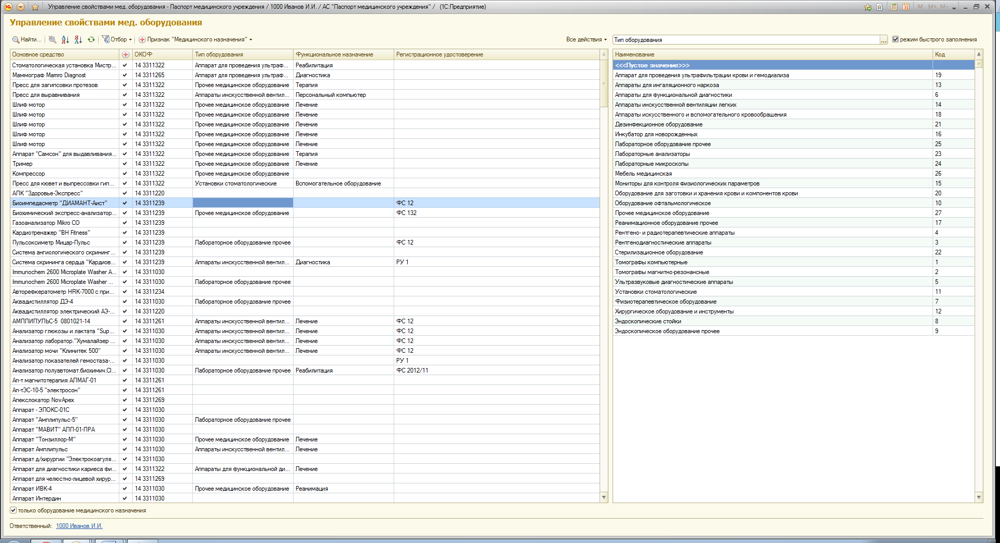 Управление свойствами мед. оборудования - Паспорт медицинского учреждения / 1000 Иванов И.И. / АС "Паспорт медицинского учреждения" / (1С:Предприятие)
M M+ M-
Управление свойствами мед. оборудования
Найти... Отбор Признак "Медицинского назначения" Все действия Тип оборудования ... режим быстрого заполнения
Основное средство ОКОФ Тип оборудования Функциональное назначение Регистрационное удостоверение Наименование Код
Стоматологическая установка Мистр... 14 3311322 Аппарат для проведения ультраф... Реабилитация <<<Пустое значение>>>
Маммограф Mamro Diagnost 14 3311265 Аппарат для проведения ультраф... Диагностика Аппарат для проведения ультрафильтрации крови и гемодиализа 19
Пресс для загипсовки протезов 14 3311322 Прочее медицинское оборудование Терапия Аппараты для ингаляционного наркоза 13
Пресс для выравнивания 14 3311322 Аппараты инскусственной вентил... Персональный компьютер Аппараты для функциональной диагностики 6
Шлиф мотор 14 3311322 Прочее медицинское оборудование Лечение Аппараты инскусственной вентиляции легких 14
Шлиф мотор 14 3311322 Прочее медицинское оборудование Лечение Аппараты искусственного и вспомогательного кровообращения 18
Шлиф мотор 14 3311322 Прочее медицинское оборудование Лечение Дезинфекционное оборудование 21
Шлиф мотор 14 3311322 Прочее медицинское оборудование Лечение Инкубатор для новорожденных 16
Шлиф мотор 14 3311322 Прочее медицинское оборудование Лечение Лабораторное оборудование прочее 25
Аппарат "Самсон" для выдавливания... 14 3311322 Прочее медицинское оборудование Терапия Лабораторные анализаторы 23
Тример 14 3311322 Прочее медицинское оборудование Лечение Лабораторные микроскопы 24
Компрессор 14 3311322 Прочее медицинское оборудование Мебель медицинская 26
Пресс для кювет и выпрессовки гип... 14 3311322 Установки стоматологические Вспомогательное оборудование Мониторы для контроля физиологических параметров 15
АПК "Здоровье-Экспресс" 14 3311220 Оборудование для заготовки и хранения крови и компонентов крови 20
Биоимпедасметр "ДИАМАНТ-Аист" 14 3311239 ФС 12 Оборудование офтальмологическое 10
Биохимический экспресс-анализатор... 14 3311239 Прочее медицинское оборудование ФС 132 Прочее медицинское оборудование 27
Газоанализатор Mikro CO 14 3311239 Реанимационное оборудование прочее 17
Кардиотренажер "BH Fitness" 14 3311239 Рентгено- и радиотерапевтические аппараты 4
Пульсоксиметр Мицар-Пульс 14 3311239 Лабораторное оборудование прочее ФС 12 Рентгенодиагностические аппараты 3
Система ангиологического скрининг... 14 3311239 Стерилизационное оборудование 22
Система скрининга сердца "Кардиов... 14 3311239 Аппараты инскусственной вентил... Диагностика РУ 1 Томографы компьютерные 1
Immunochem 2600 Microplate Washer A... 14 3311030 Томографы магнитно-резонансные 2
Immunochem 2600 Microplate Washer ... 14 3311030 Лабораторное оборудование прочее Ультразвуковые диагностические аппараты 5
Авторефкератометр HRK-7000 с при... 14 3311234 Установки стоматологические 11
Аквадистиллятор ДЭ-4 14 3311030 Лабораторное оборудование прочее Физиотерапевтическое оборудование 7
Аквадистиллятор электрический АЭ-... 14 3311220 Хирургическое оборудование и инструменты 12
АМПЛИПУЛЬС-5 0801021-14 14 3311261 Аппараты инскусственной вентил... Лечение ФС 12 Эндоскопические стойки 8
Анализатор глюкозы и лактата "Sup... 14 3311030 Аппараты инскусственной вентил... Лечение ФС 12 Эндоскопическое оборудование прочее 9
Анализатор лаборатор."Хумалайзер ... 14 3311030 Аппараты инскусственной вентил... Лечение ФС 12
Анализатор мочи "Клинитек 500" 14 3311030 Аппараты инскусственной вентил... Лечение ФС 12
Анализатор показателей гемостаза-... 14 3311030 РУ 1
Анализатор полуавтомат.биохимич.Cl... 14 3311030 Лабораторное оборудование прочее Реабилитация ФС 2012/11
Ап-т магнитотерапия АЛМАГ-01 14 3311261
Ап-тЭС-10-5 "электросон" 14 3311261
Апекслокатор NovApex 14 3311269
Аппарат - ЭЛОКС-01С 14 3311030
Аппарат "Амплипульс-5" 14 3311030 Лабораторное оборудование прочее
Аппарат "МАВИТ" АЛП-01-ПРА 14 3311030
Аппарат "Тонзиллор-М" 14 3311030 Прочее медицинское оборудование Лечение
Аппарат Амплипульс 14 3311030 Аппараты инскусственной вентил... Лечение
Аппарат д/хирургии "Электрокоагуля... 14 3311030
Аппарат для диагностики кариеса фи... 14 3311322 Аппараты для функциональной ди... Лечение
Аппарат для челюстно-лицевой хирур... 14 3311269
Аппарат ИВК-4 14 3311030 Прочее медицинское оборудование Реанимация
Аппарат Интердин 14 3311030
только оборудование медицинского назначения
Ответственный: 1000 Иванов И.И.